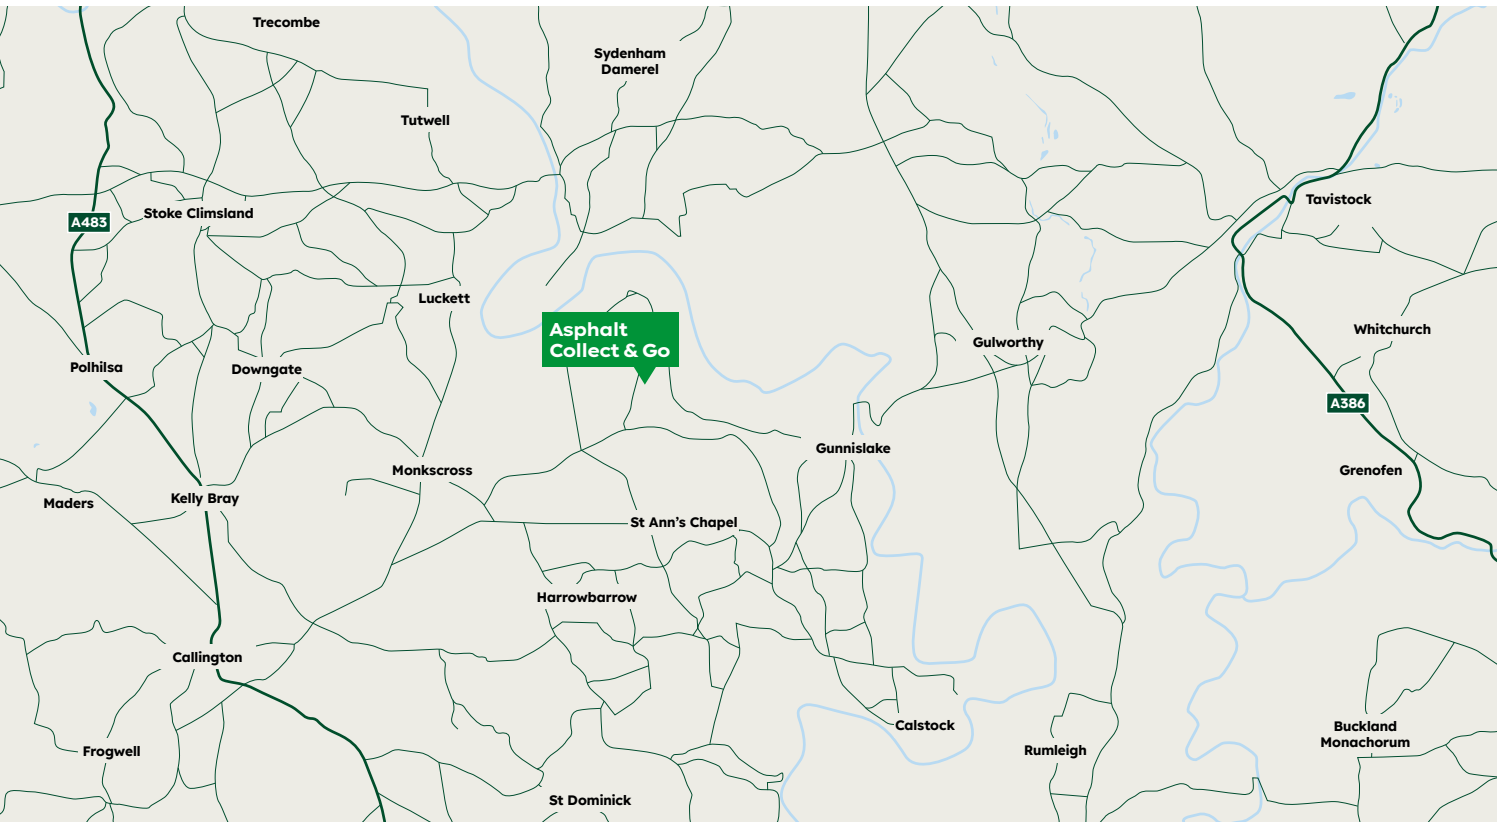 Trecombe
Sydenham
Damerel
Tutwell
Stoke Climsland
A483
Tavistock
Luckett
Asphalt
Collect & Go
Whitchurch
Gulworthy
Polhilsa
Downgate
A386
Gunnislake
Monkscross
Grenofen
Kelly Bray
Maders
St Ann's Chapel
Harrowbarrow
Callington
Calstock
Buckland
Monachorum
Frogwell
Rumleigh
St Dominick